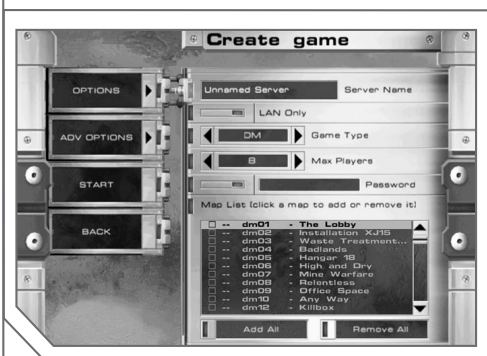 Create game
OPTIONS
ADV OPTIONS
START
BACK
Unnamed Server Server Name
LAN Only
DM Game Type
8 Max Players
Password
Map List (click a map to add or remove it)
-- dm01 - The Lobby
-- dm02 - Installation XJ15
-- dm03 - Waste Treatment...
-- dm04 - Badlands
-- dm05 - Hangar 18
-- dm06 - High and Dry
-- dm07 - Mine Warfare
-- dm08 - Relentless
-- dm09 - Office Space
-- dm10 - Any Way
-- dm12 - Killbox
Add All Remove All